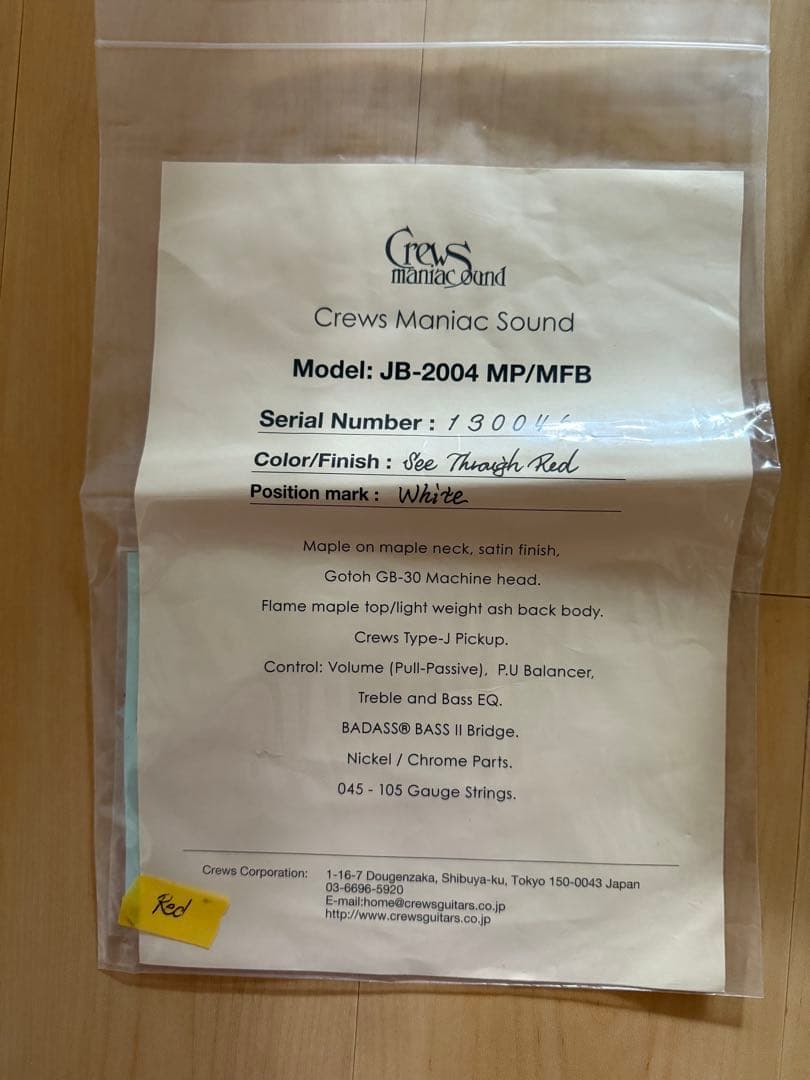 Crews
maniac sound
Crews Maniac Sound
Model: JB-2004 MP/MFB
Serial Number :
Color/Finish : See Through Red
Position mark : White
Maple on maple neck, satin finish,
Gotoh GB-30 Machine head.
Flame maple top/light weight ash back body.
Crews Type-J Pickup.
Control: Volume (Pull-Passive), P.U Balancer,
Treble and Bass EQ.
BADASS® BASS II Bridge.
Nickel / Chrome Parts.
045 - 105 Gauge Strings.
Crews Corporation: 1-16-7 Dougenzaka, Shibuya-ku, Tokyo 150-0043 Japan
03-6696-5920
E-mail:home@crewsguitars.co.jp
http://www.crewsguitars.co.jp
Red